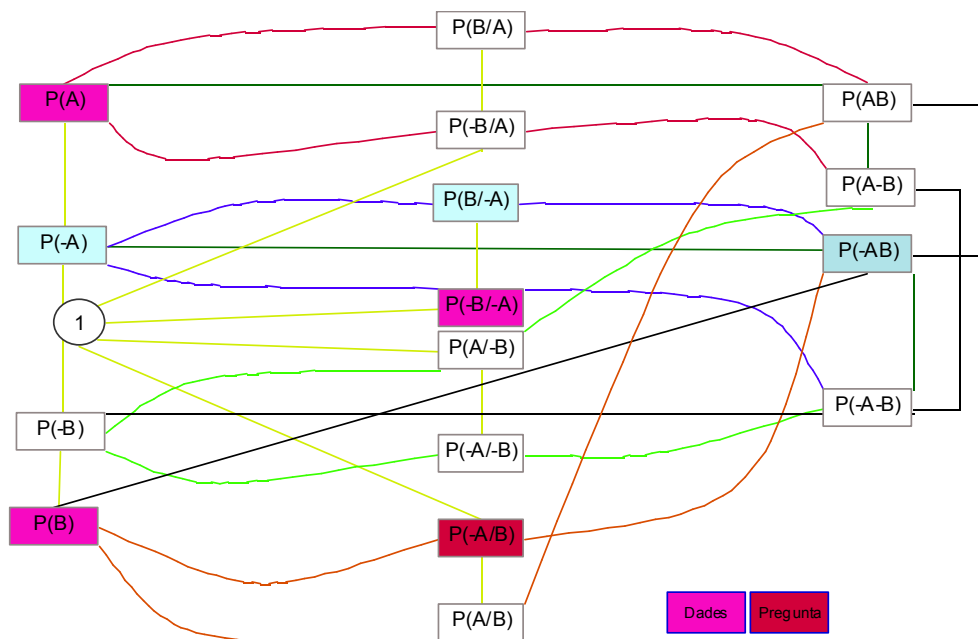 P(B/A)
P(A)
P(AB)
P(-B/A)
P(A-B)
P(B/-A)
P(-A)
P(-AB)
P(-B/-A)
1
P(A/-B)
P(-A-B)
P(-B)
P(-A/-B)
P(B)
P(-A/B)
P(A/B)
Dades
Pregunta